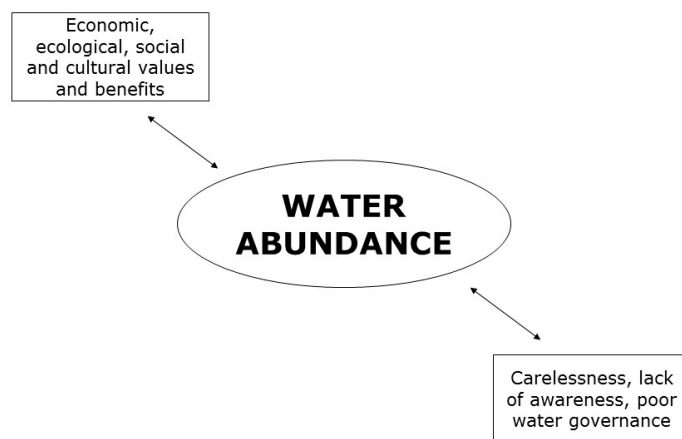 Economic,
ecological, social
and cultural values
and benefits
WATER
ABUNDANCE
Carelessness, lack
of awareness, poor
water governance